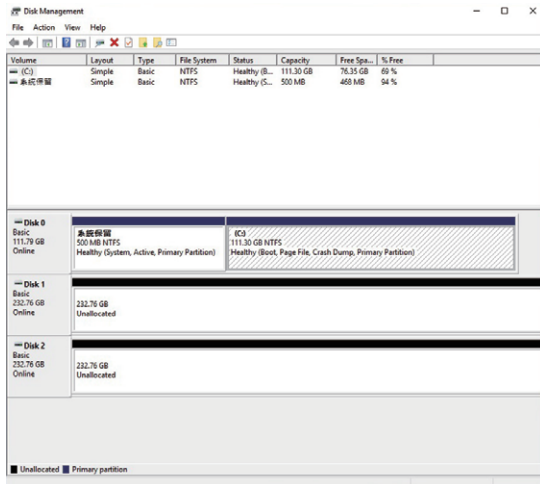 Disk Management
File Action View Help
Volume Layout Type File System Status Capacity Free Spa... % Free
(C:) Simple Basic NTFS Healthy (B... 111.30 GB 76.35 GB 69 %
系統保留 Simple Basic NTFS Healthy (S... 500 MB 468 MB 94 %
Disk 0
Basic
111.79 GB
Online
系統保留
500 MB NTFS
Healthy (System, Active, Primary Partition)
(C:)
111.30 GB NTFS
Healthy (Boot, Page File, Crash Dump, Primary Partition)
Disk 1
Basic
232.76 GB
Online
232.76 GB
Unallocated
Disk 2
Basic
232.76 GB
Online
232.76 GB
Unallocated
Unallocated Primary partition